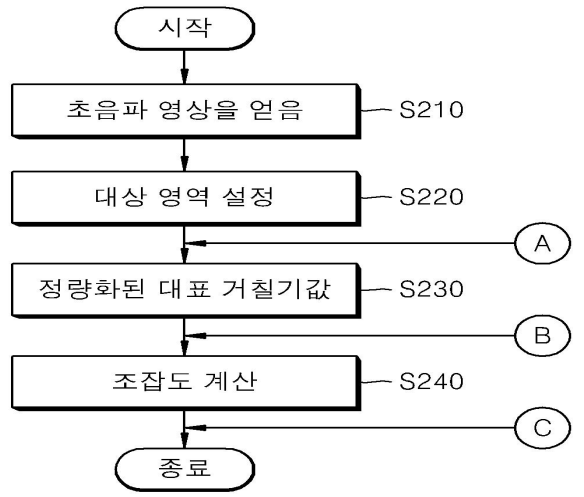 시작
초음파 영상을 얻음
S210
대상 영역 설정
S220
A
정량화된 대표 거칠기값
S230
B
조잡도 계산
S240
C
종료